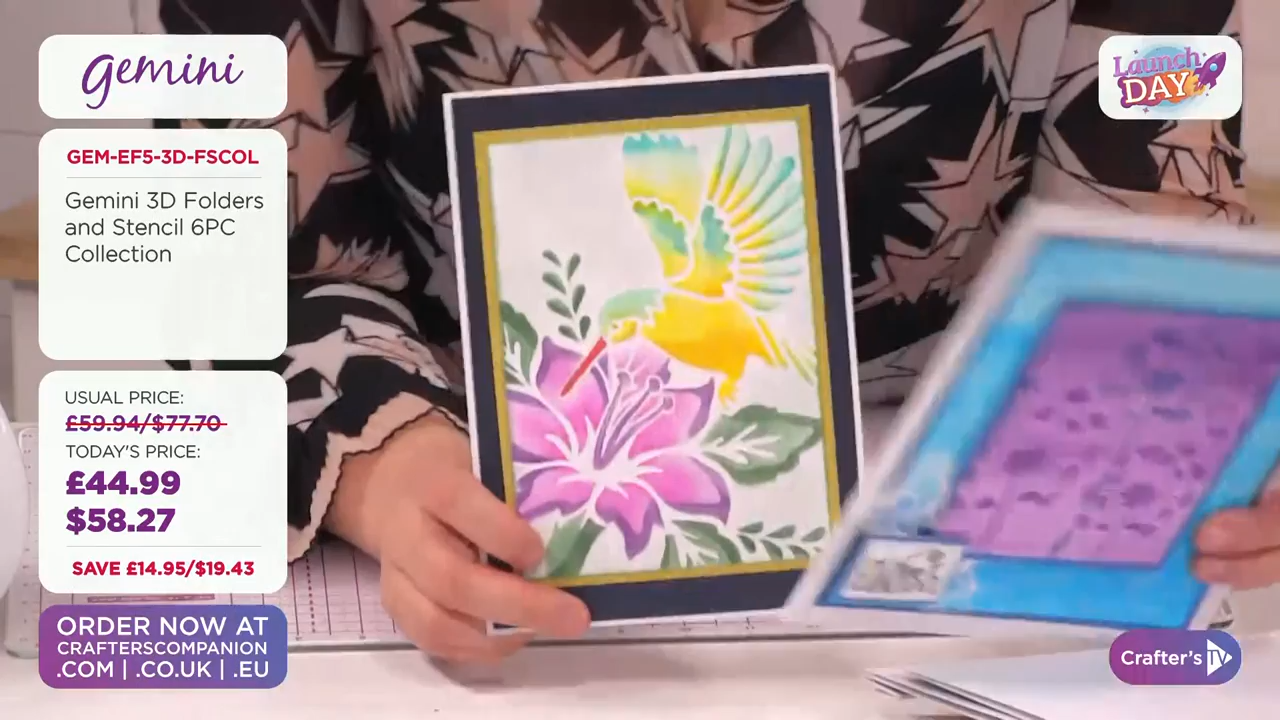 gemini
GEM-EF5-3D-FSCOL
Gemini 3D Folders
and Stencil 6PC
Collection
USUAL PRICE:
£59.94/$77.70
TODAY'S PRICE:
£44.99
$58.27
SAVE £14.95/$19.43
ORDER NOW AT
CRAFTERSCOMPANION
.COM | .CO.UK | .EU
Launch
DAY
Crafter's TV